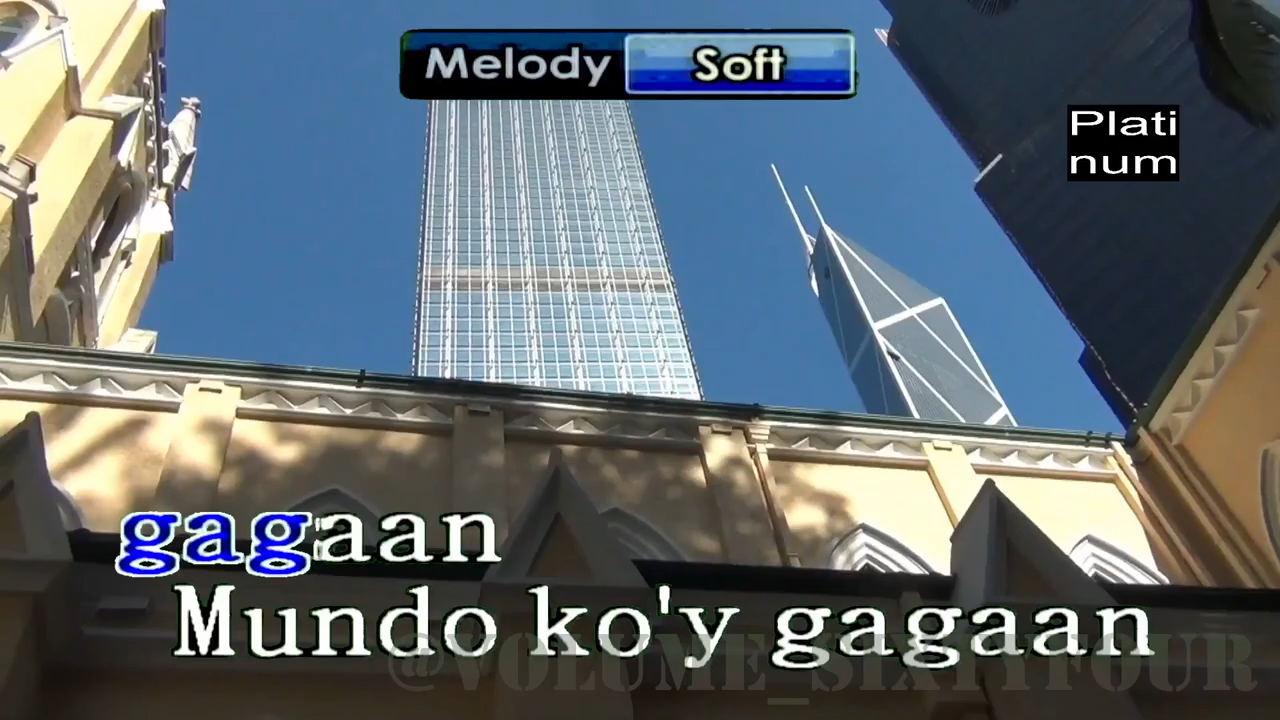 Melody Soft
Plati
num
gagaan
Mundo ko'y gagaan
@VOLUME_SIXTYFOUR